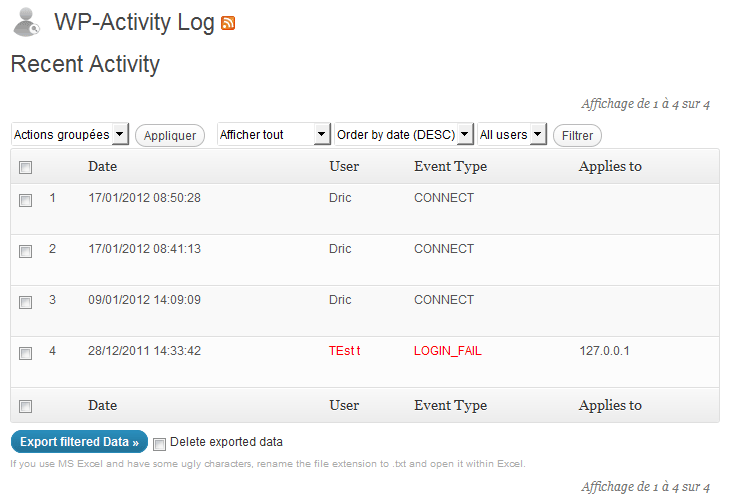 WP-Activity Log
Recent Activity
Affichage de 1 à 4 sur 4
Actions groupées Appliquer Afficher tout Order by date (DESC) All users Filtrer
Date User Event Type Applies to
1 17/01/2012 08:50:28 Dric CONNECT
2 17/01/2012 08:41:13 Dric CONNECT
3 09/01/2012 14:09:09 Dric CONNECT
4 28/12/2011 14:33:42 TEst t LOGIN_FAIL 127.0.0.1
Date User Event Type Applies to
Export filtered Data » Delete exported data
If you use MS Excel and have some ugly characters, rename the file extension to .txt and open it within Excel.
Affichage de 1 à 4 sur 4